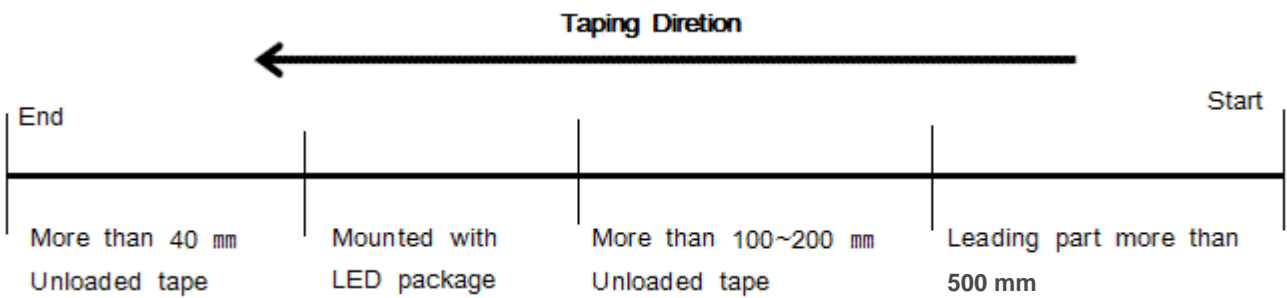 Taping Diretion
End
Start
More than 40 ㎜
Unloaded tape
Mounted with
LED package
More than 100~200 ㎜
Unloaded tape
Leading part more than
500 mm